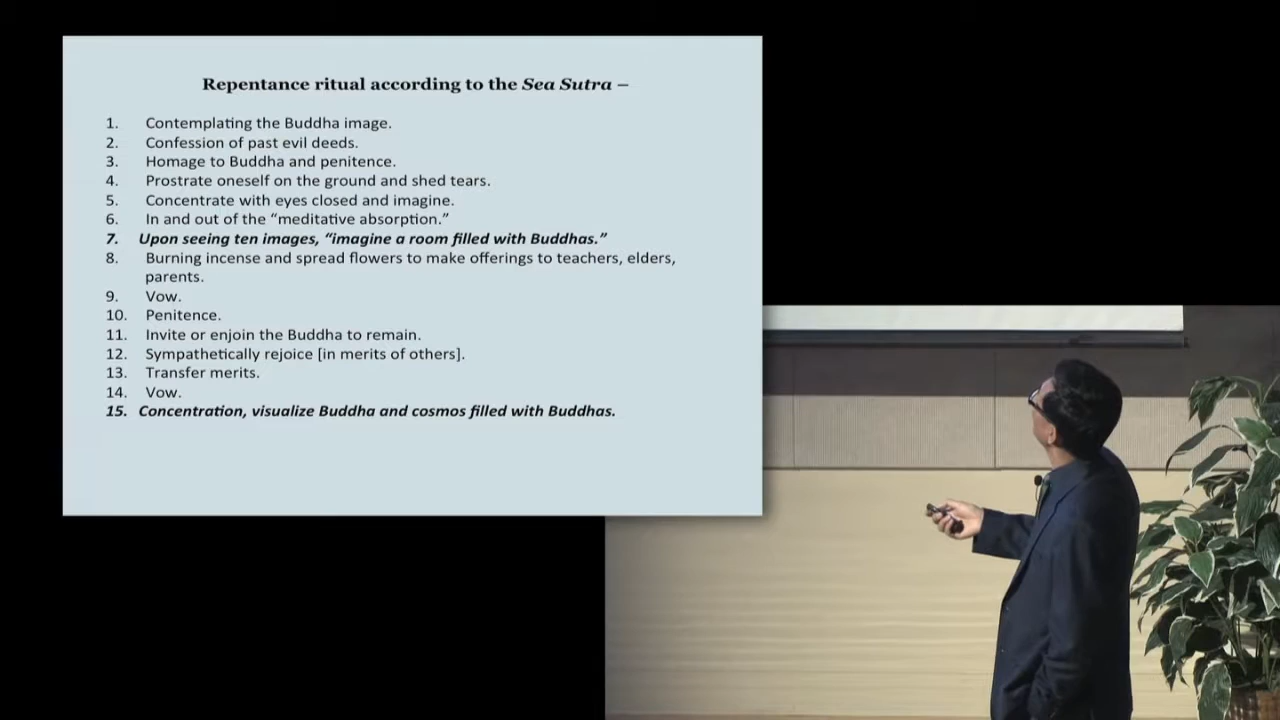 Repentance ritual according to the Sea Sutra –
1. Contemplating the Buddha image.
2. Confession of past evil deeds.
3. Homage to Buddha and penitence.
4. Prostrate oneself on the ground and shed tears.
5. Concentrate with eyes closed and imagine.
6. In and out of the “meditative absorption.”
7. Upon seeing ten images, “imagine a room filled with Buddhas.”
8. Burning incense and spread flowers to make offerings to teachers, elders,
parents.
9. Vow.
10. Penitence.
11. Invite or enjoin the Buddha to remain.
12. Sympathetically rejoice [in merits of others].
13. Transfer merits.
14. Vow.
15. Concentration, visualize Buddha and cosmos filled with Buddhas.